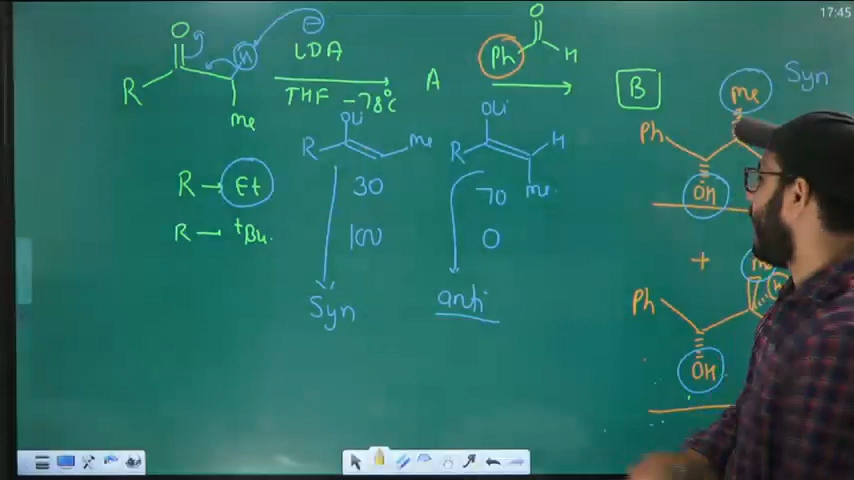 17:45
O
H
e
R
Me
LDA
THF -78°C
A
O
Ph
H
B
Me
Syn
Ph
OH
OLi
R
Me
OLi
R
H
Me
R → Et
30
70
R → tBu
100
0
Syn
anti
+
Me
H
Ph
OH